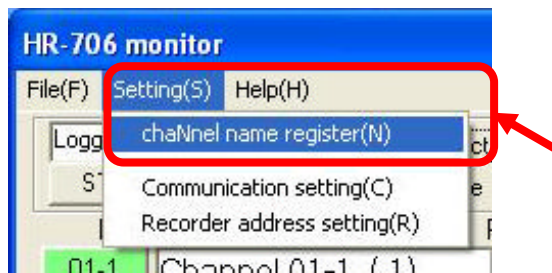 HR-706 monitor
File(F) Setting(S) Help(H)
chaNnel name register(N)
Communication setting(C)
Recorder address setting(R)
01-1 Channel 01-1 ( 1)